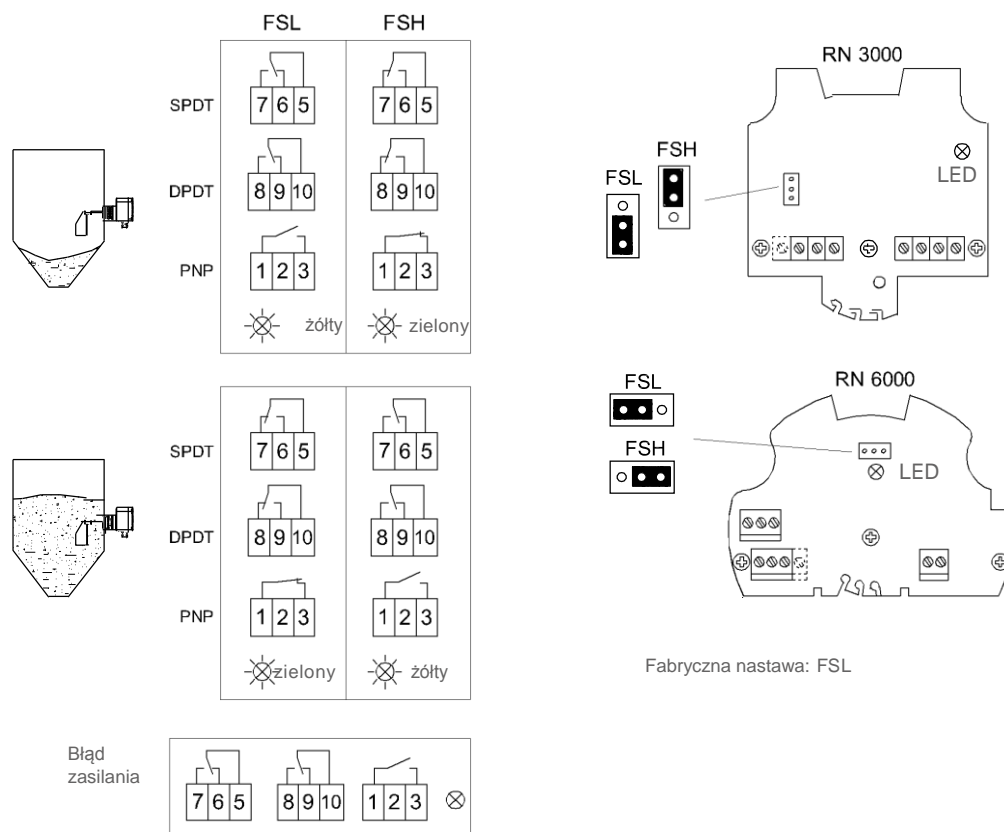 FSL FSH
SPDT 7 6 5 7 6 5
DPDT 8 9 10 8 9 10
PNP 1 2 3 1 2 3
żółty zielony
SPDT 7 6 5 7 6 5
DPDT 8 9 10 8 9 10
PNP 1 2 3 1 2 3
zielony żółty
Błąd
zasilania
7 6 5 8 9 10 1 2 3
RN 3000
FSH
FSL
LED
RN 6000
FSL
FSH
LED
Fabryczna nastawa: FSL